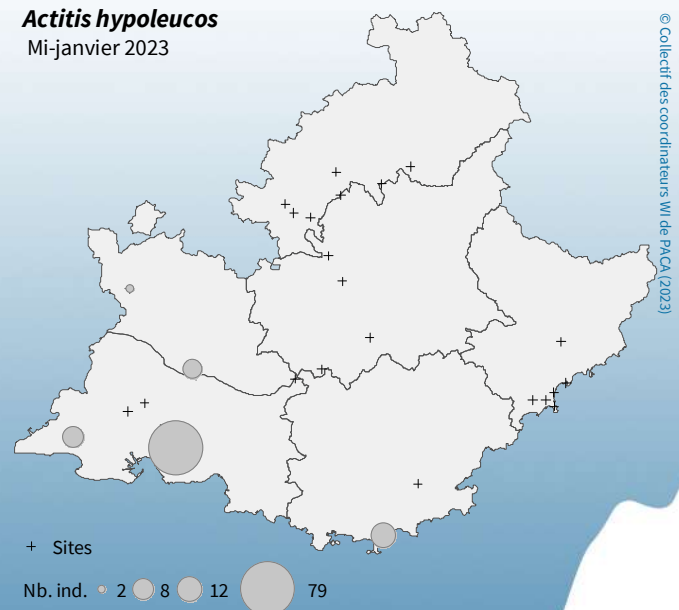 Actitis hypoleucos
Mi-janvier 2023
© Collectif des coordinateurs WI de PACA (2023)
Sites
Nb. ind. 2 8 12 79